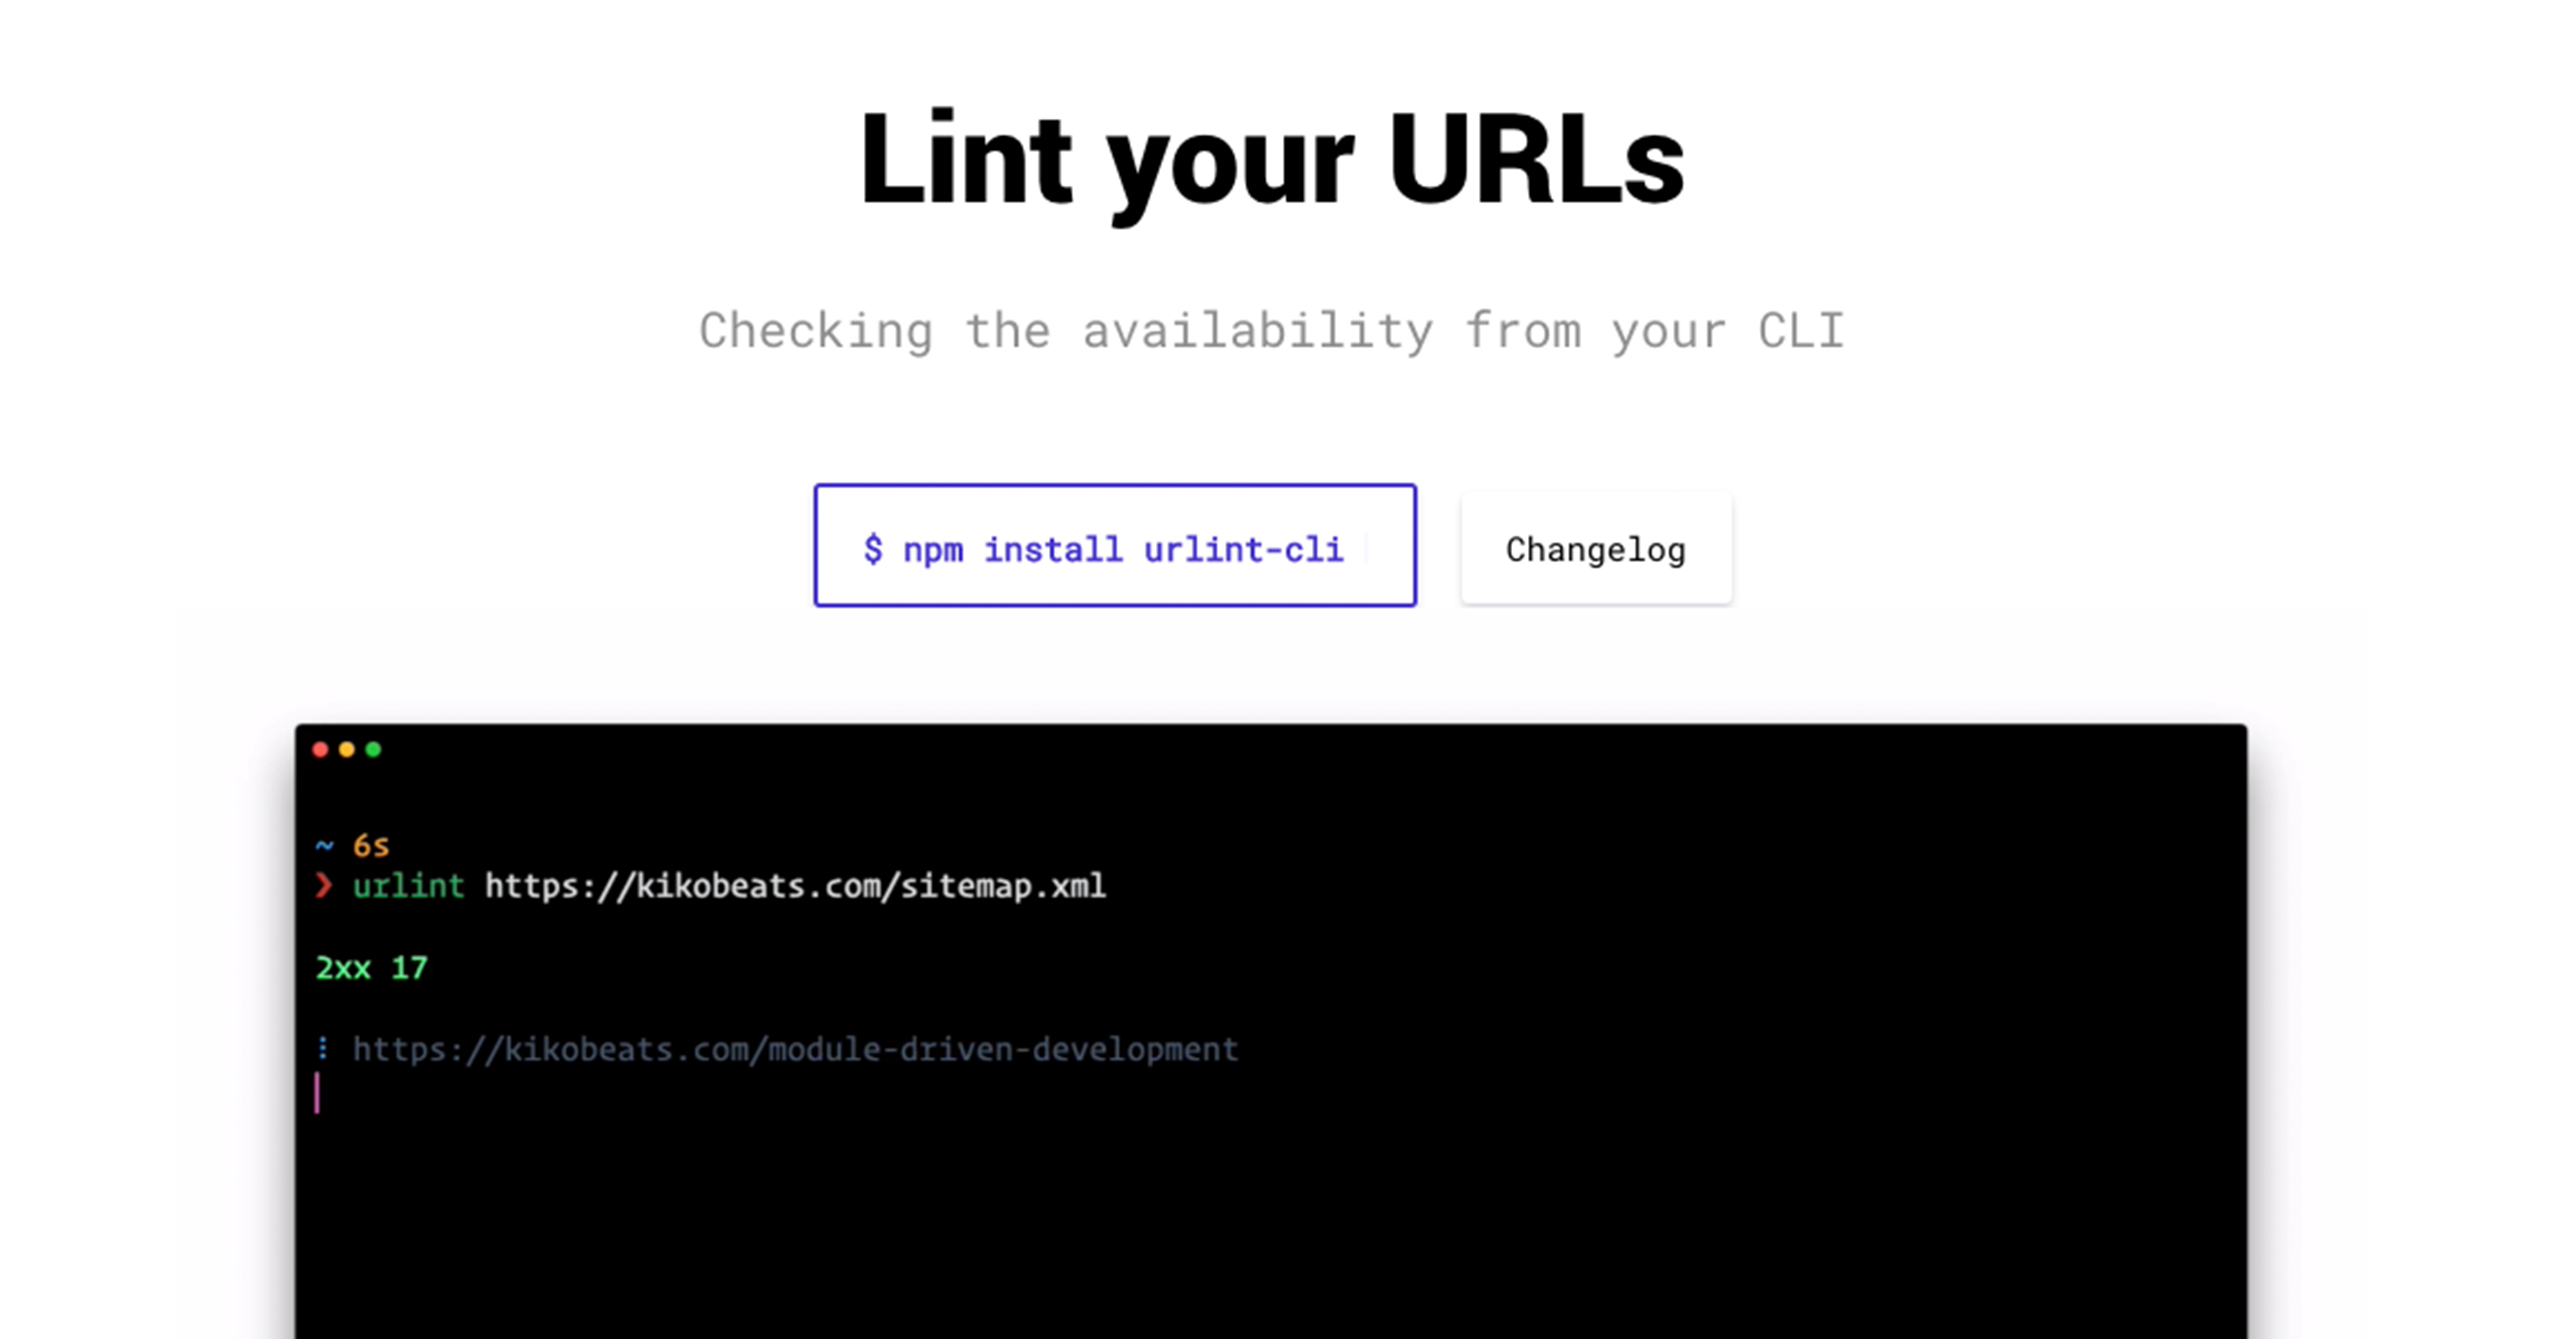 Lint your URLs
Checking the availability from your CLI
$ npm install urlint-cli
Changelog
~ 6s
❯ urlint https://kikobeats.com/sitemap.xml
2xx 17
⠸ https://kikobeats.com/module-driven-development